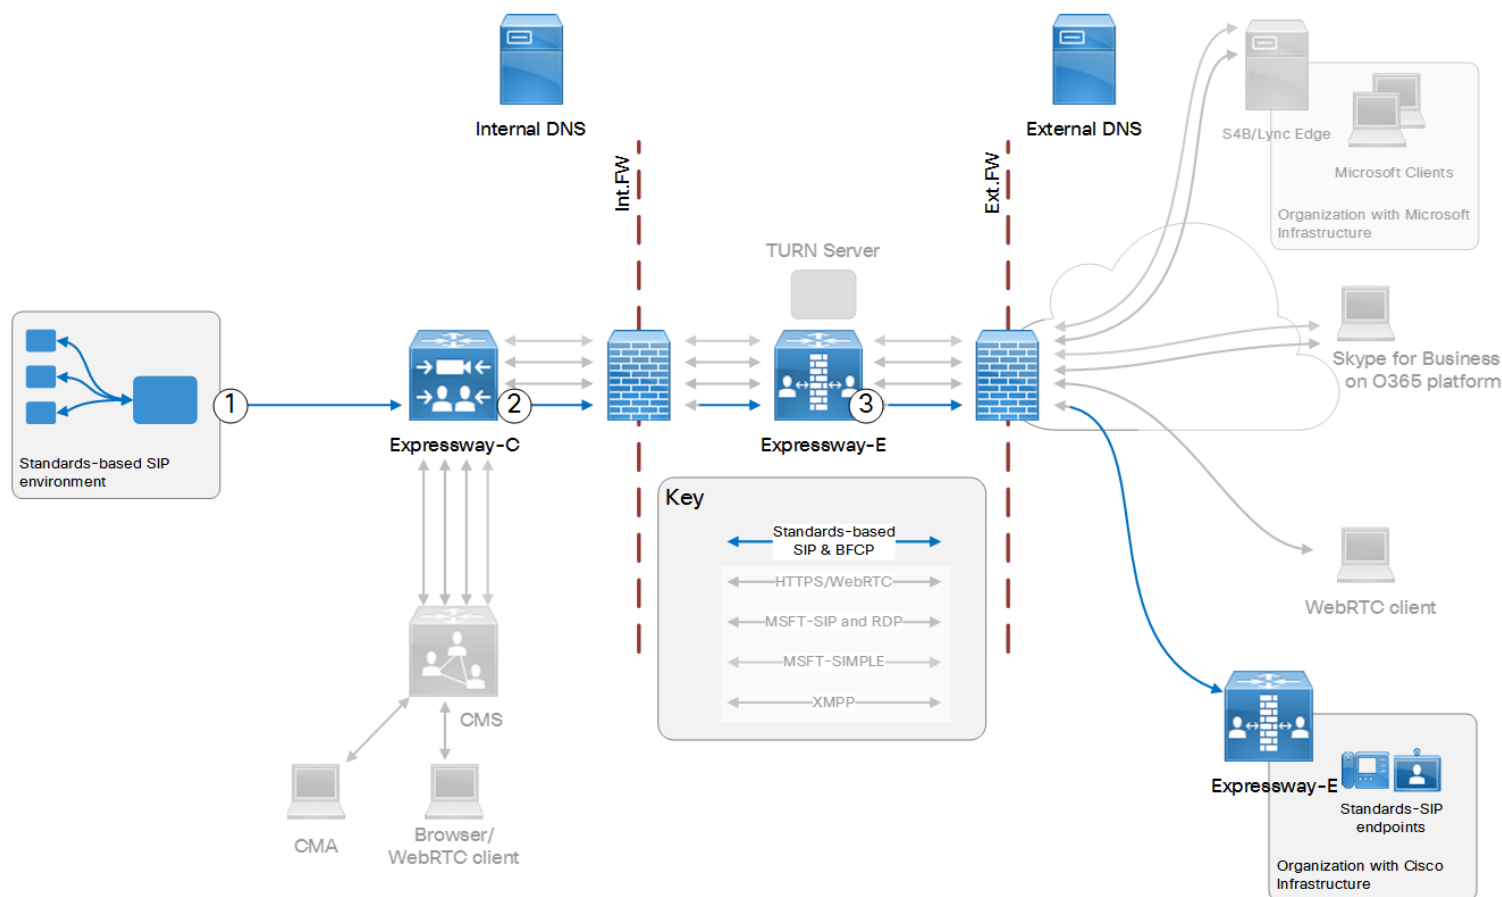 Internal DNS
External DNS
S4B/Lync Edge
Microsoft Clients
Organization with Microsoft
Infrastructure
Int.FW
Ext.FW
TURN Server
Skype for Business
on O365 platform
1
2
3
Standards-based SIP
environment
Expressway-C
Expressway-E
Key
Standards-based
SIP & BFCP
HTTPS/WebRTC
MSFT-SIP and RDP
MSFT-SIMPLE
XMPP
WebRTC client
CMS
CMA
Browser/
WebRTC client
Expressway-E
Standards-SIP
endpoints
Organization with Cisco
Infrastructure